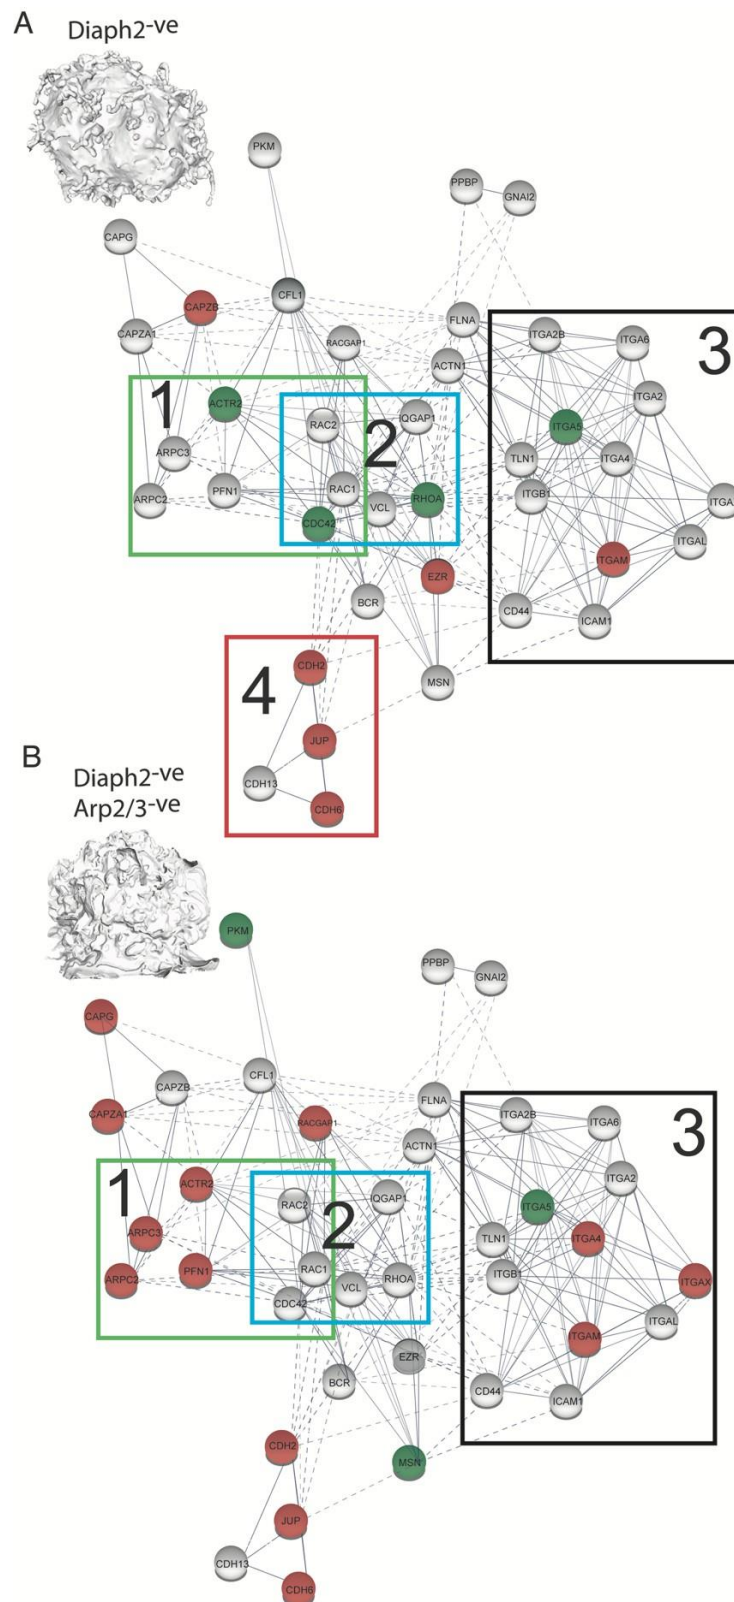 A
Diaph2-ve
PKM
PPBP
GNAI2
CAPG
CFL1
CAPZB
CAPZA1
FLNA
RACGAP1
ITGA2B
ITGA6
3
ACTN1
1
ITGA2
ACTR2
RAC2
IQGAP1
ITGA5
2
ARPC3
TLN1
ITGA4
PFN1
RAC1
ARPC2
VCL
RHOA
ITGB1
ITGA
CDC42
ITGAL
ITGAM
EZR
BCR
CD44
ICAM1
CDH2
4
MSN
JUP
CDH13
CDH6
B
Diaph2-ve
Arp2/3-ve
PKM
PPBP
GNAI2
CAPG
CFL1
CAPZB
FLNA
CAPZA1
RACGAP1
ITGA2B
ITGA6
3
ACTN1
1
ACTR2
ITGA2
RAC2
IQGAP1
ITGA5
2
ARPC3
TLN1
ITGA4
PFN1
RAC1
ARPC2
VCL
RHOA
ITGB1
ITGAX
CDC42
ITGAL
ITGAM
EZR
BCR
CD44
ICAM1
CDH2
MSN
JUP
CDH13
CDH6